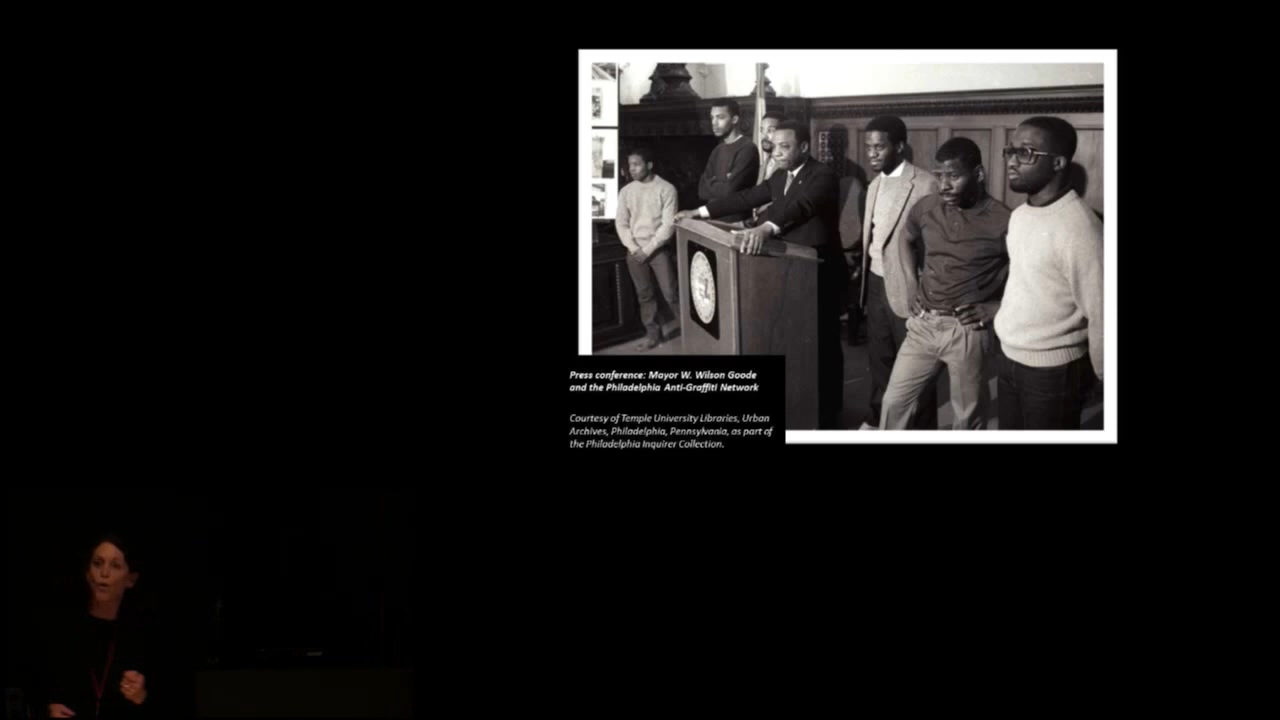 Press conference: Mayor W. Wilson Goode
and the Philadelphia Anti-Graffiti Network
Courtesy of Temple University Libraries, Urban
Archives, Philadelphia, Pennsylvania, as part of
the Philadelphia Inquirer Collection.